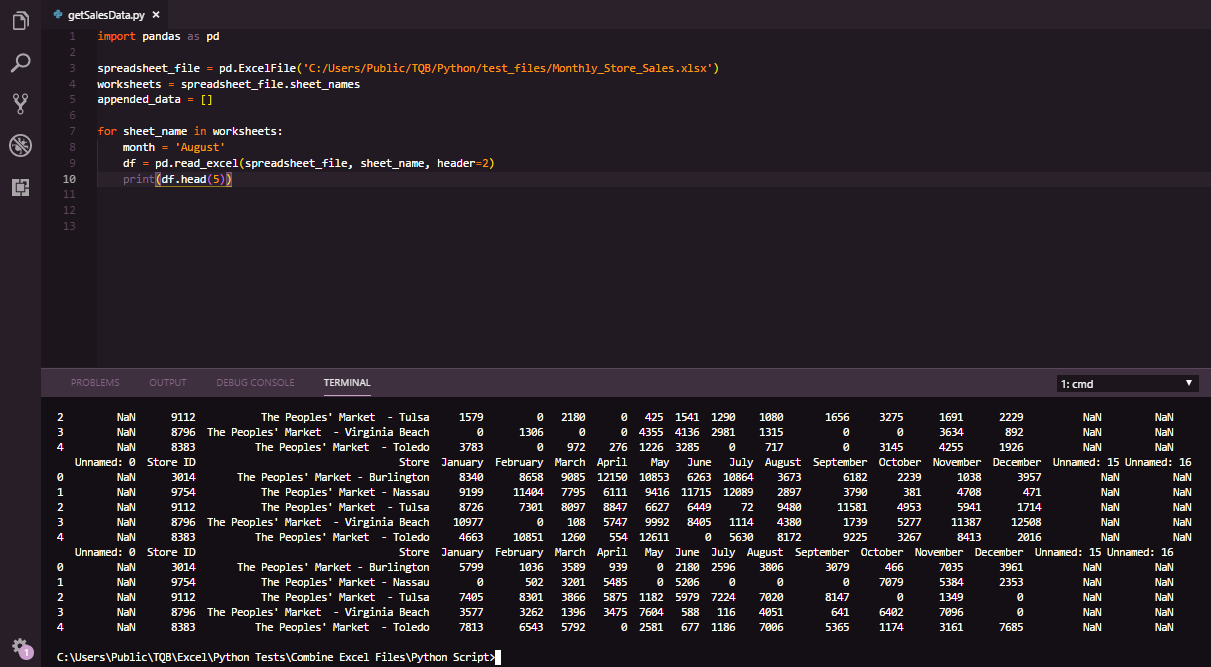 getSalesData.py ×
1 import pandas as pd
2
3 spreadsheet_file = pd.ExcelFile('C:/Users/Public/TQB/Python/test_files/Monthly_Store_Sales.xlsx')
4 worksheets = spreadsheet_file.sheet_names
5 appended_data = []
6
7 for sheet_name in worksheets:
8 month = 'August'
9 df = pd.read_excel(spreadsheet_file, sheet_name, header=2)
10 print(df.head(5))
11
12
13
PROBLEMS OUTPUT DEBUG CONSOLE TERMINAL 1: cmd
2 NaN 9112 The Peoples' Market - Tulsa 1579 0 2180 0 425 1541 1290 1080 1656 3275 1691 2229 NaN NaN
3 NaN 8796 The Peoples' Market - Virginia Beach 0 1306 0 0 4355 4136 2981 1315 0 0 3634 892 NaN NaN
4 NaN 8383 The Peoples' Market - Toledo 3783 0 972 276 1226 3285 0 717 0 3145 4255 1926 NaN NaN
Unnamed: 0 Store ID Store January February March April May June July August September October November December Unnamed: 15 Unnamed: 16
0 NaN 3014 The Peoples' Market - Burlington 8340 8658 9085 12150 10853 6263 10864 3673 6182 2239 1038 3957 NaN NaN
1 NaN 9754 The Peoples' Market - Nassau 9199 11404 7795 6111 9416 11715 12089 2897 3790 381 4708 471 NaN NaN
2 NaN 9112 The Peoples' Market - Tulsa 8726 7301 8097 8847 6627 6449 72 9480 11581 4953 5941 1714 NaN NaN
3 NaN 8796 The Peoples' Market - Virginia Beach 10977 0 108 5747 9992 8405 1114 4380 1739 5277 11387 12508 NaN NaN
4 NaN 8383 The Peoples' Market - Toledo 4663 10851 1260 554 12611 0 5630 8172 9225 3267 8413 2016 NaN NaN
Unnamed: 0 Store ID Store January February March April May June July August September October November December Unnamed: 15 Unnamed: 16
0 NaN 3014 The Peoples' Market - Burlington 5799 1036 3589 939 0 2180 2596 3806 3079 466 7035 3961 NaN NaN
1 NaN 9754 The Peoples' Market - Nassau 0 502 3201 5485 0 5206 0 0 0 7079 5384 2353 NaN NaN
2 NaN 9112 The Peoples' Market - Tulsa 7405 8301 3866 5875 1182 5979 7224 7020 8147 0 1349 0 NaN NaN
3 NaN 8796 The Peoples' Market - Virginia Beach 3577 3262 1396 3475 7604 588 116 4051 641 6402 7096 0 NaN NaN
4 NaN 8383 The Peoples' Market - Toledo 7813 6543 5792 0 2581 677 1186 7006 5365 1174 3161 7685 NaN NaN
C:\Users\Public\TQB\Excel\Python Tests\Combine Excel Files\Python Script>
1